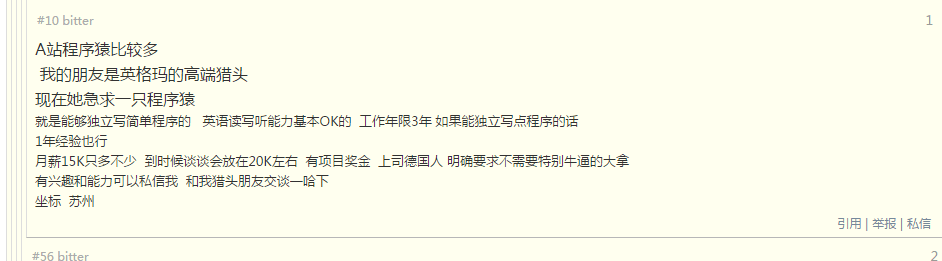 #10 bitter 1
A站程序猿比较多
我的朋友是英格玛的高端猎头
现在她急求一只程序猿
就是能够独立写简单程序的 英语读写听能力基本OK的 工作年限3年 如果能独立写点程序的话
1年经验也行
月薪15K只多不少 到时候谈谈会放在20K左右 有项目奖金 上司德国人 明确要求不需要特别牛逼的大拿
有兴趣和能力可以私信我 和我猎头朋友交谈一哈下
坐标 苏州
引用 | 举报 | 私信
#56 bitter 2